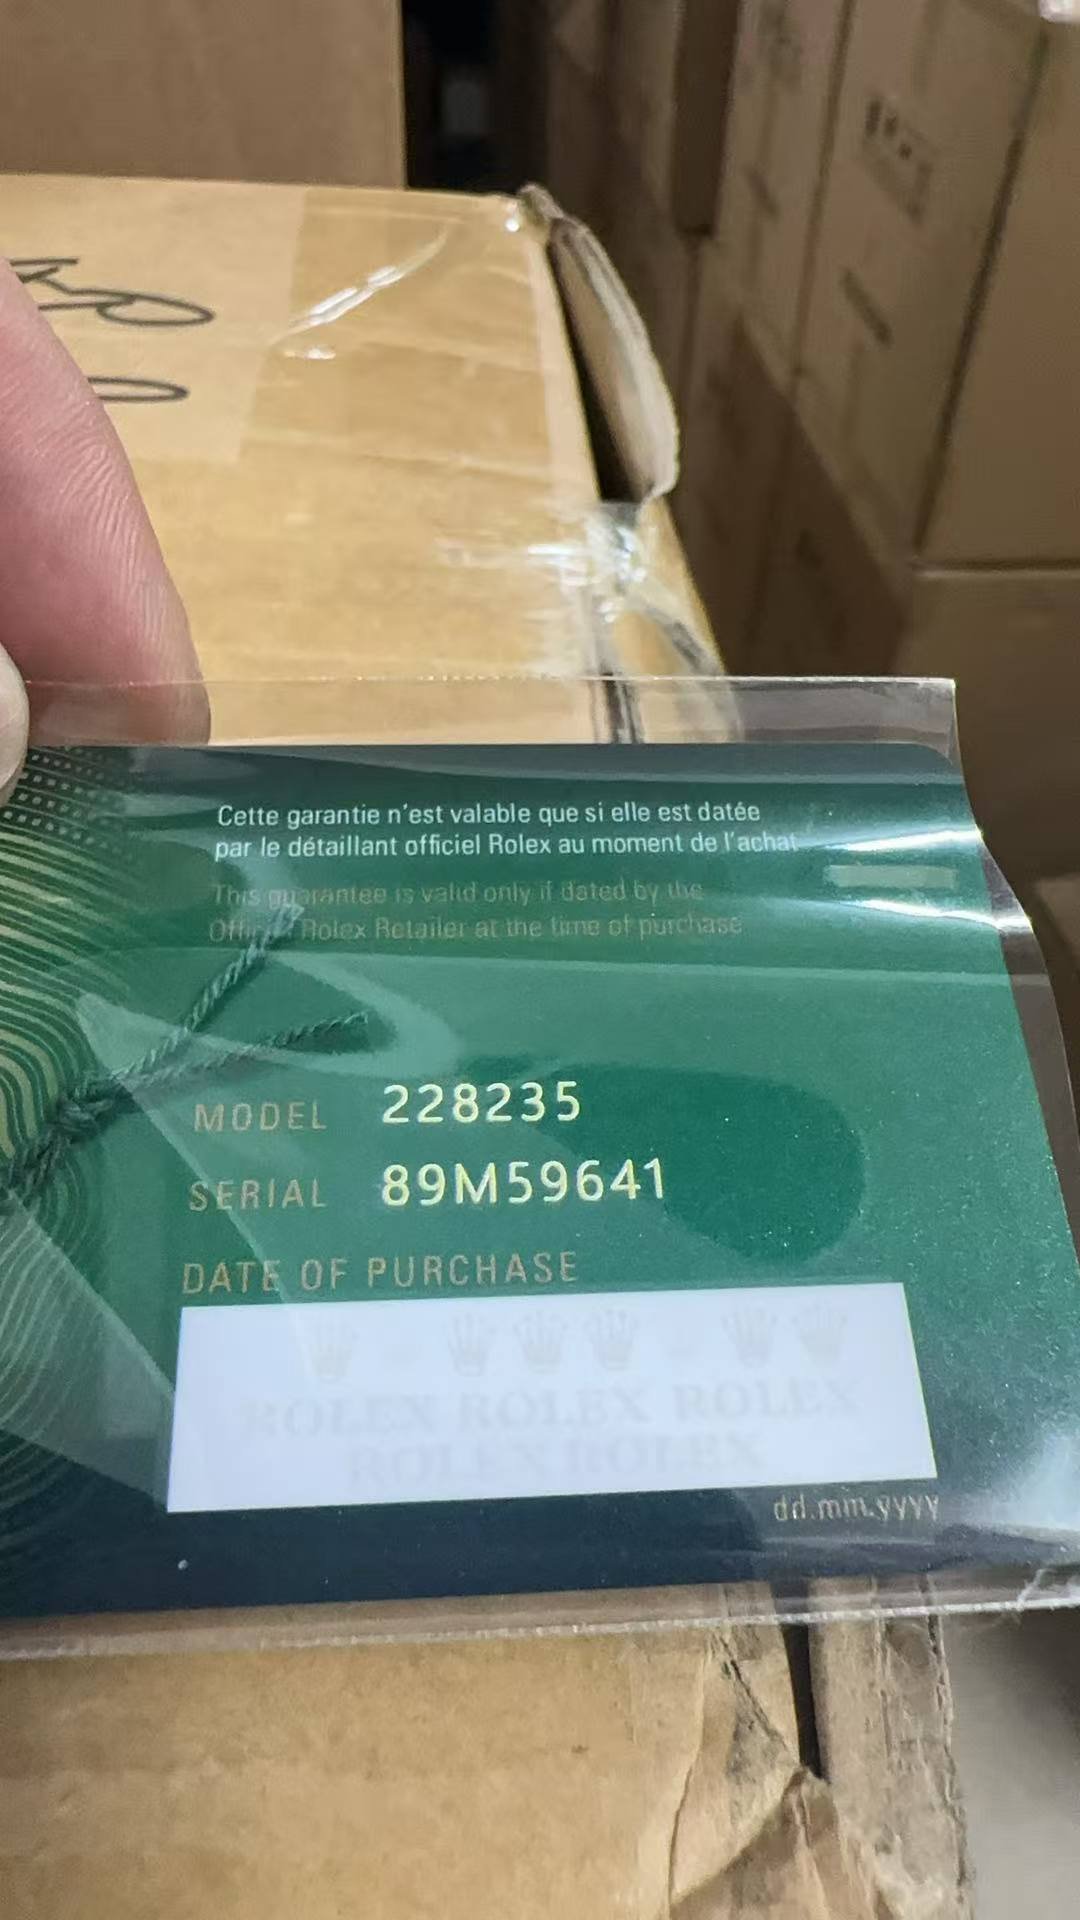 Cette garantie n'est valable que si elle est datée
par le détaillant officiel Rolex au moment de l'achat
This guarantee is valid only if dated by the
Official Rolex Retailer at the time of purchase
MODEL 228235
SERIAL 89M59641
DATE OF PURCHASE
ROLEX ROLEX ROLEX
ROLEX ROLEX
dd.mm.yyyy